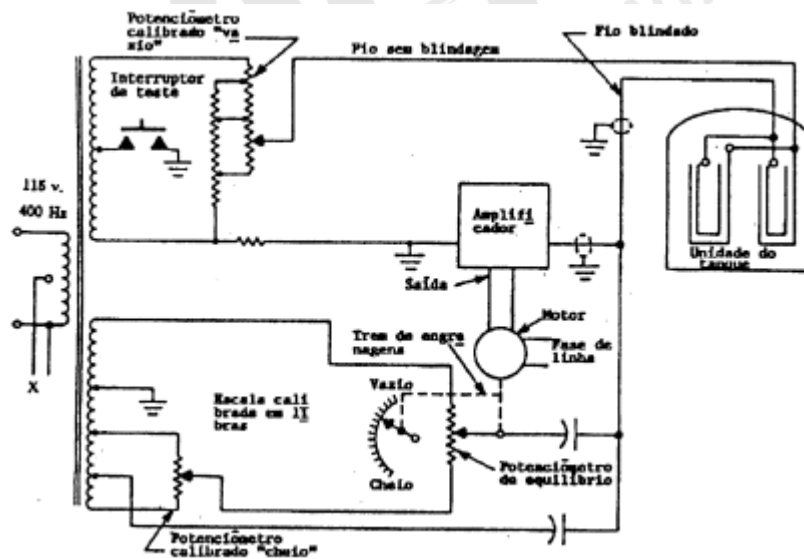 Potenciômetro
calibrado "va
zio"
Fio sem blindagem
Fio blindado
Interruptor
de teste
115 v.
400 Hz
Amplifi
cador
Unidade do
tanque
Saída
Motor
Trem de engre
nagens
Fase de
linha
X
Vazio
Escala cali
brada em li
bras
Cheio
Potenciômetro
de equilíbrio
Potenciômetro
calibrado "cheio"